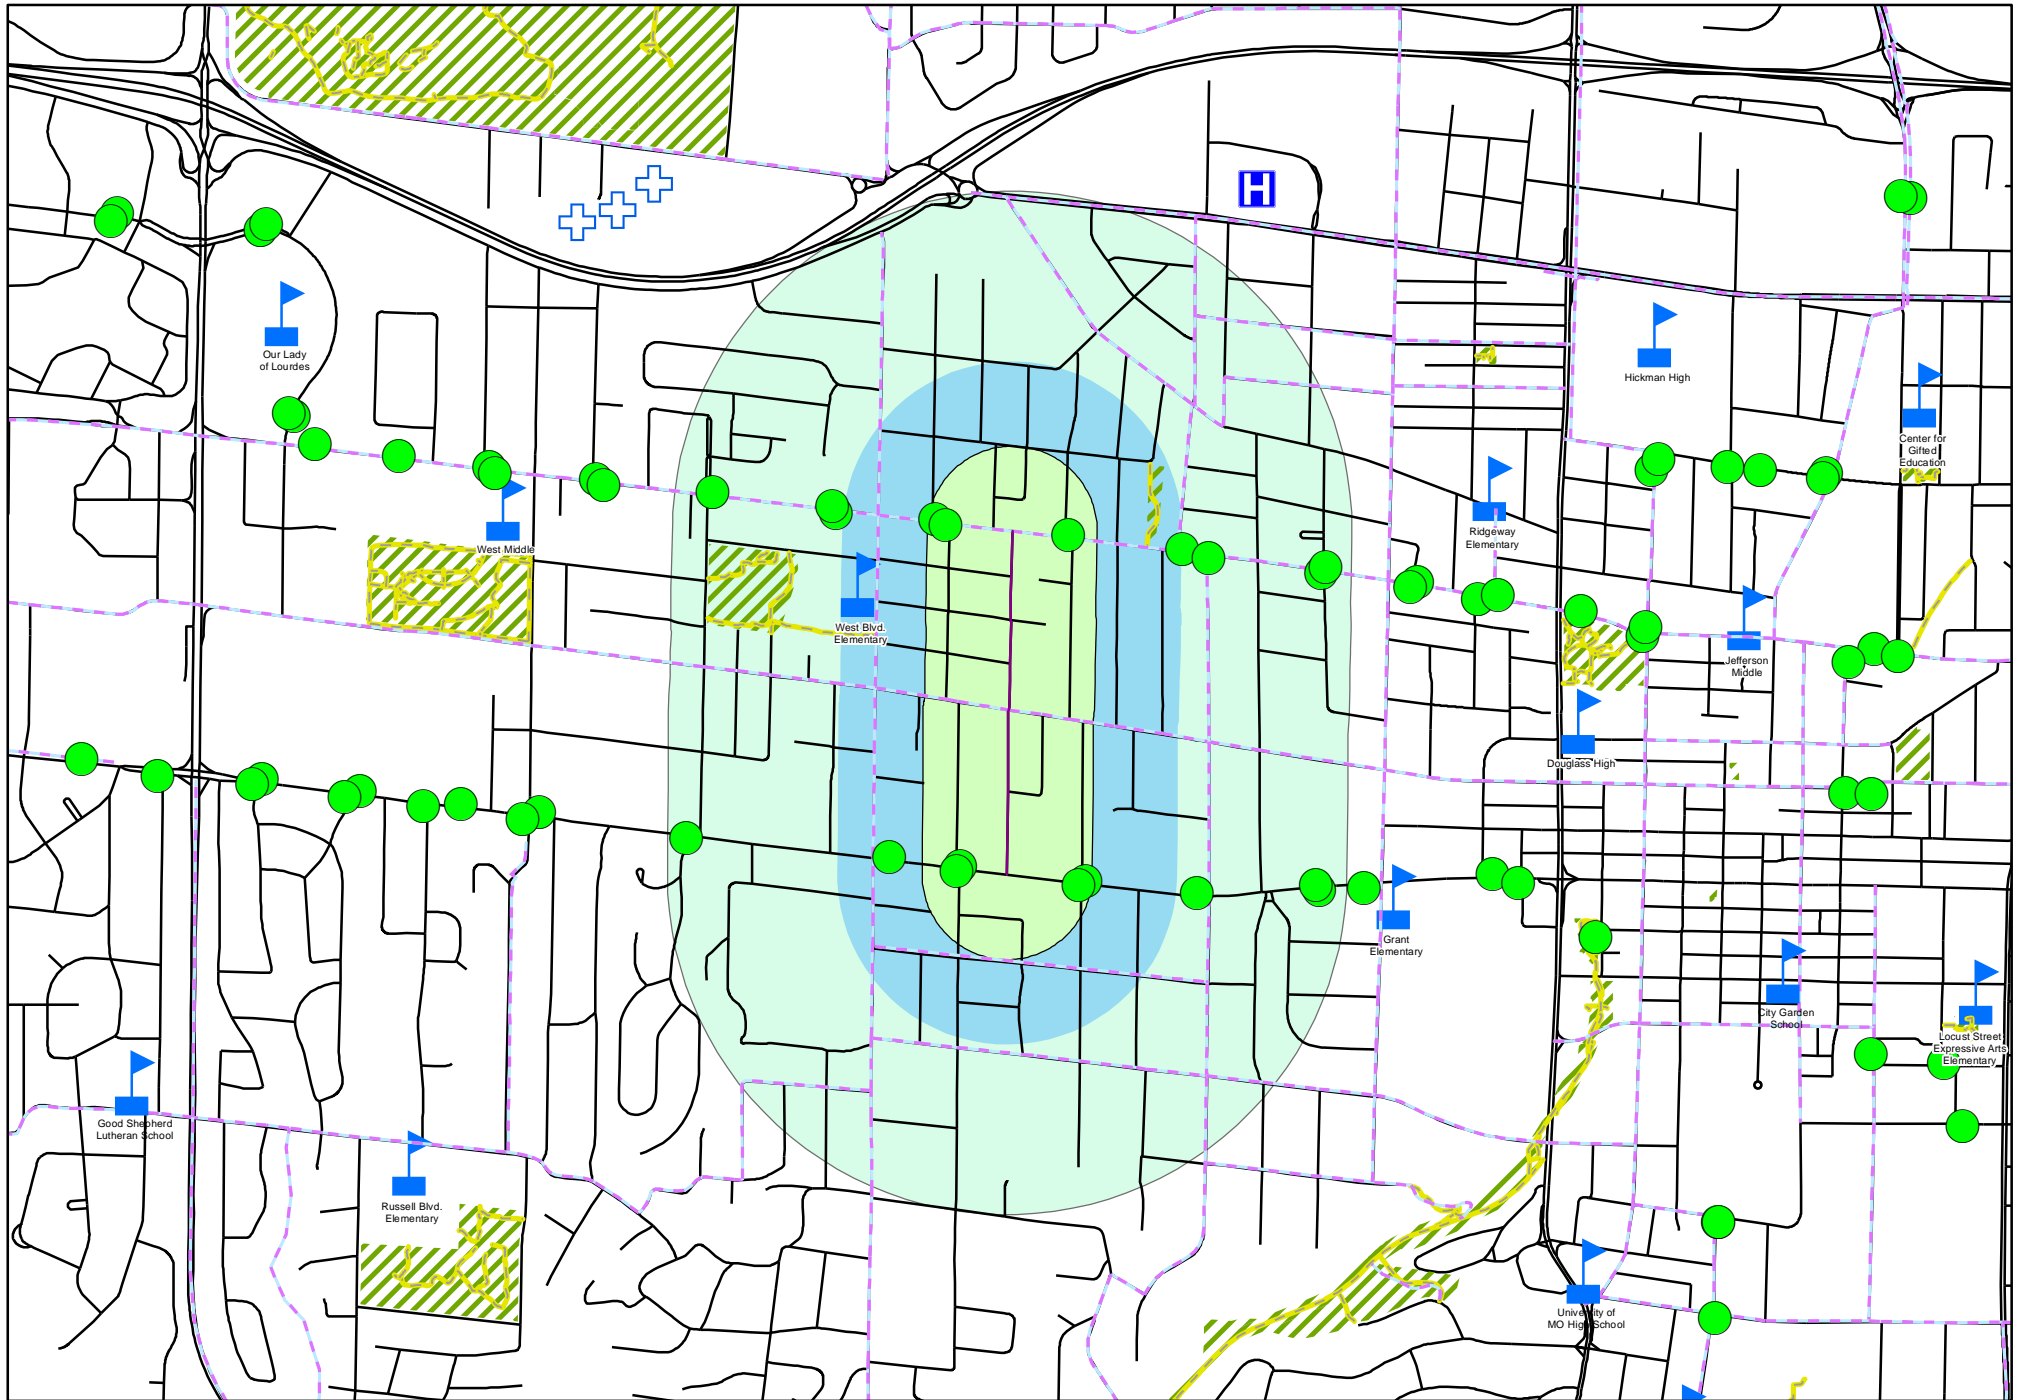 H
Our Lady
of Lourdes
Hickman High
Center for
Gifted
Education
West Middle
Ridgeway
Elementary
West Blvd.
Elementary
Jefferson
Middle
Douglass High
Grant
Elementary
City Garden
School
Locust Street
Expressive Arts
Elementary
Good Shepherd
Lutheran School
Russell Blvd.
Elementary
University of
MO High School